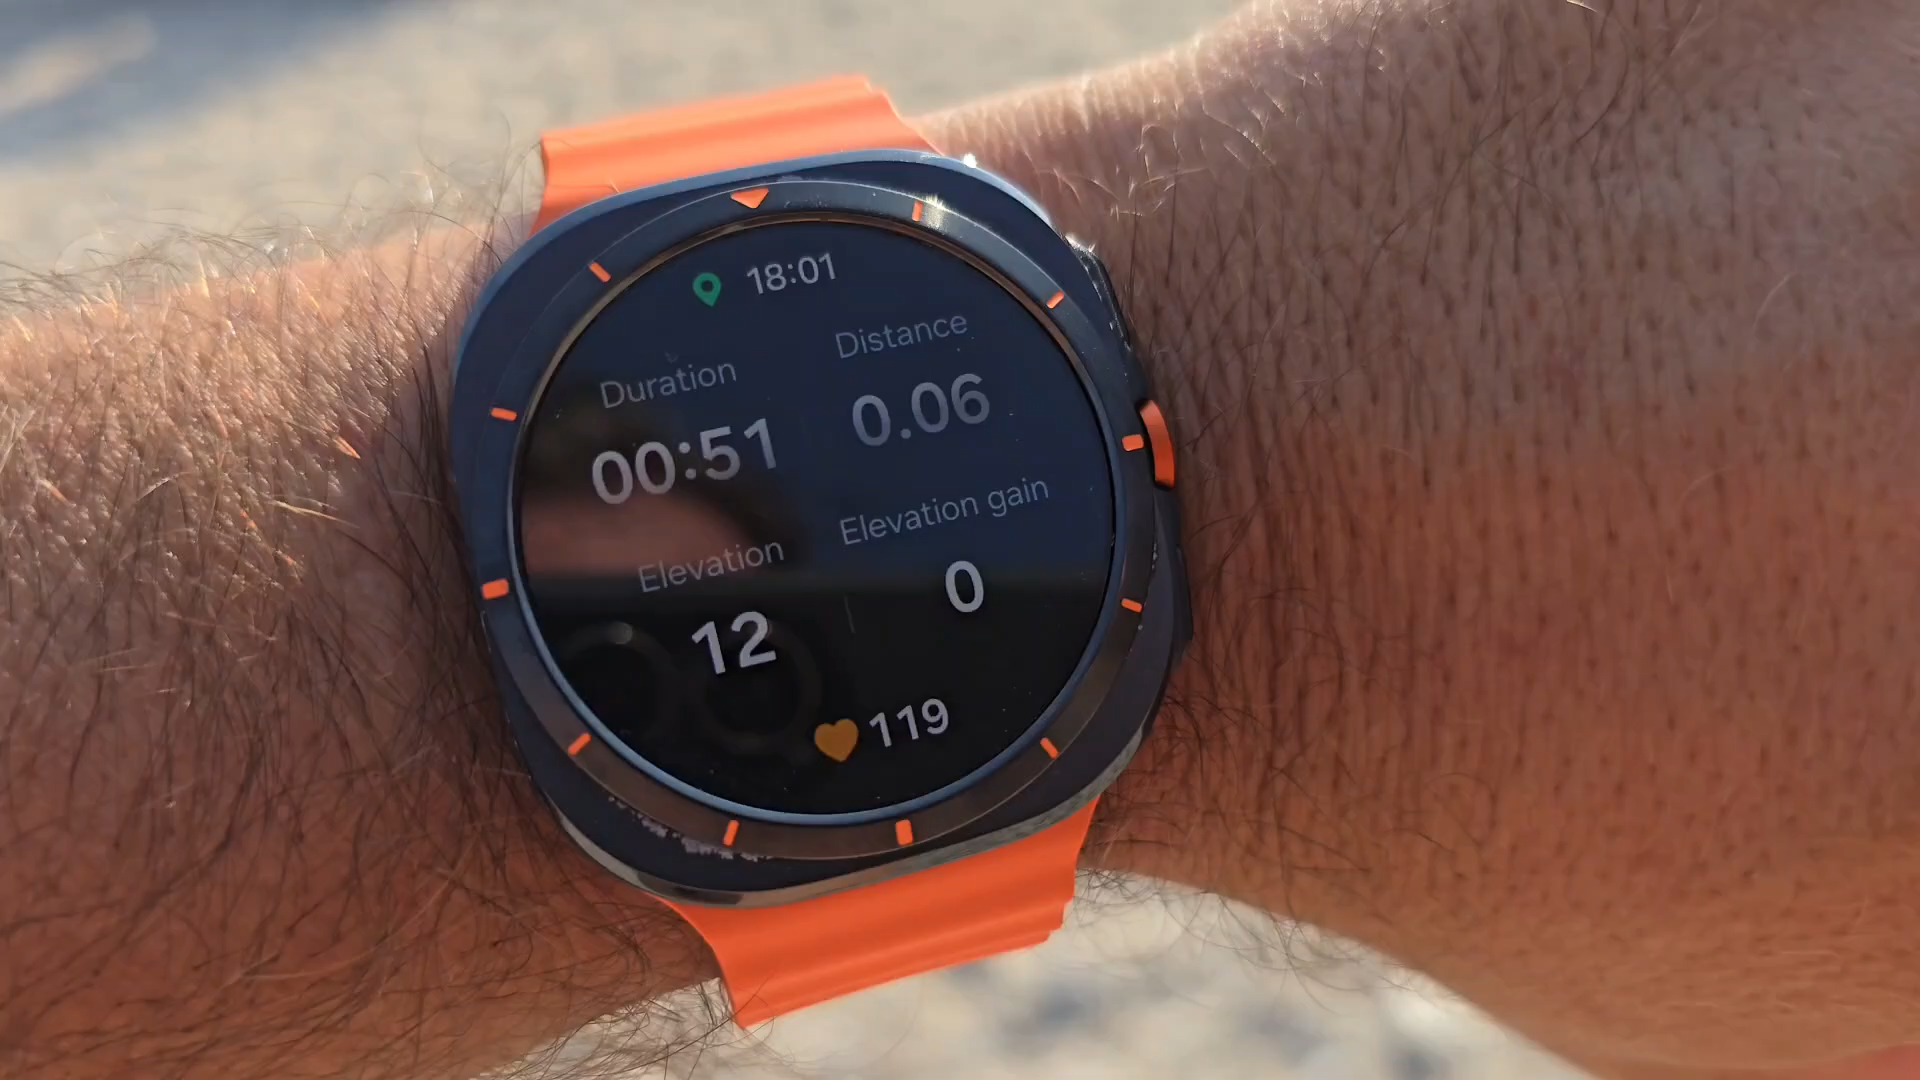 18:01
Duration
00:51
Distance
0.06
Elevation
12
Elevation gain
0
119